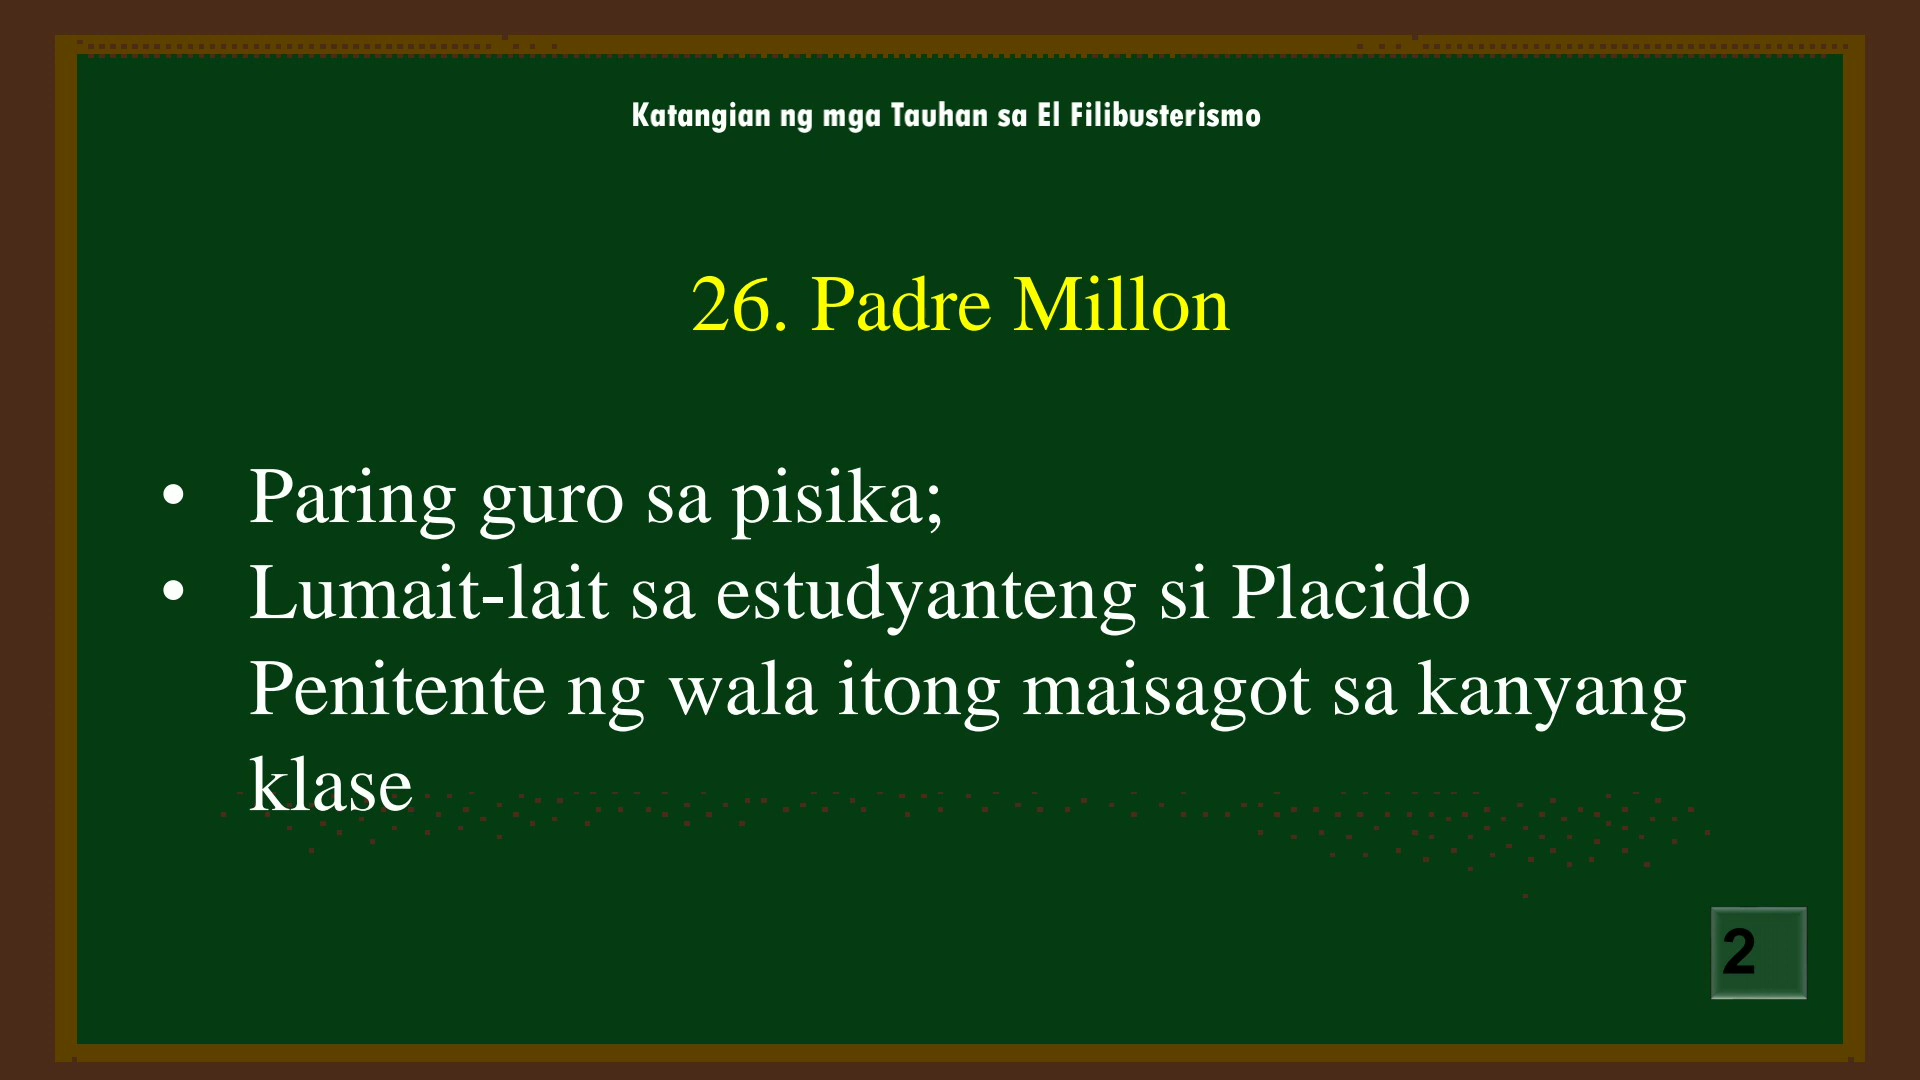 Katangian ng mga Tauhan sa El Filibusterismo
26. Padre Millon
• Paring guro sa pisika;
• Lumait-lait sa estudyanteng si Placido
Penitente ng wala itong maisagot sa kanyang
klase
2